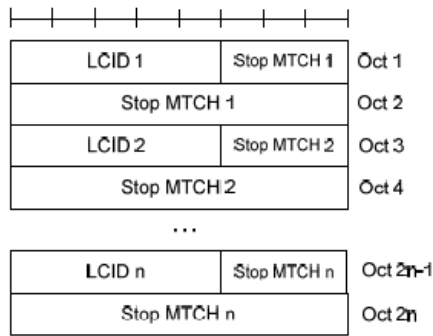 LCID 1 Stop MTCH 1 Oct 1
Stop MTCH 1 Oct 2
LCID 2 Stop MTCH 2 Oct 3
Stop MTCH 2 Oct 4
...
LCID n Stop MTCH n Oct 2n-1
Stop MTCH n Oct 2n